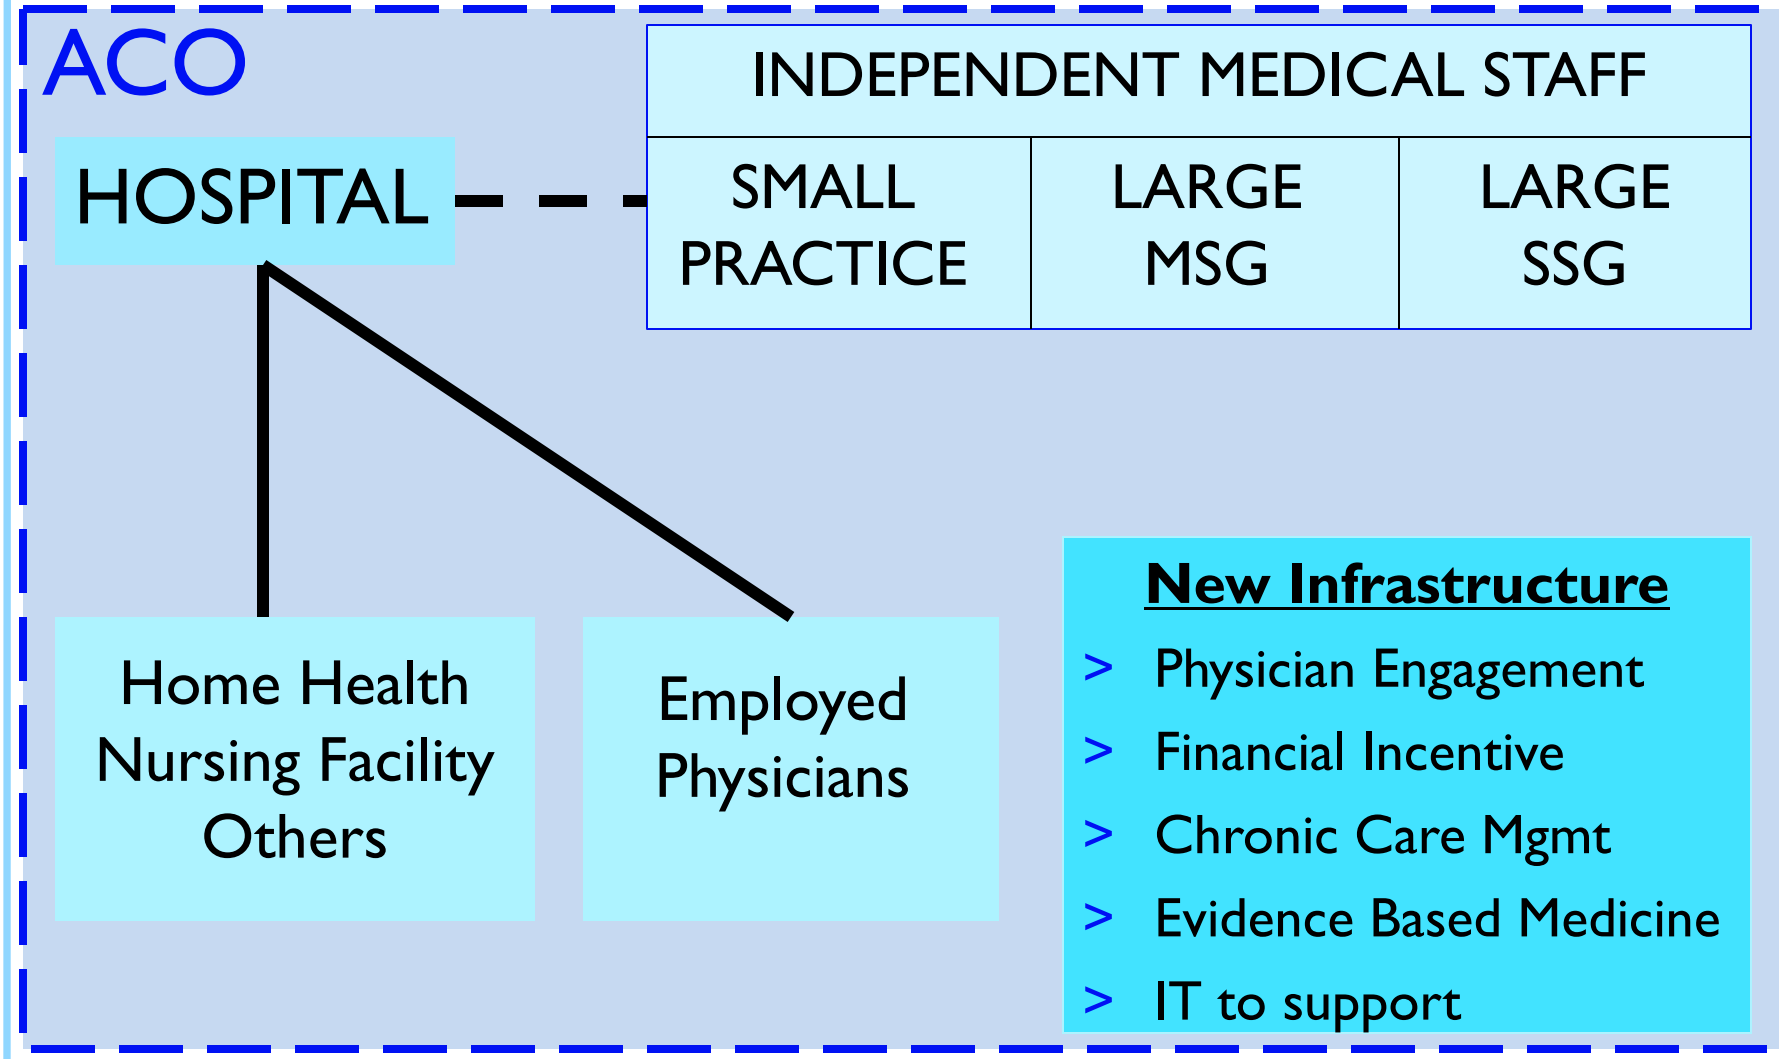 ACO
INDEPENDENT MEDICAL STAFF
HOSPITAL
SMALL
PRACTICE
LARGE
MSG
LARGE
SSG
Home Health
Nursing Facility
Others
Employed
Physicians
New Infrastructure
> Physician Engagement
> Financial Incentive
> Chronic Care Mgmt
> Evidence Based Medicine
> IT to support